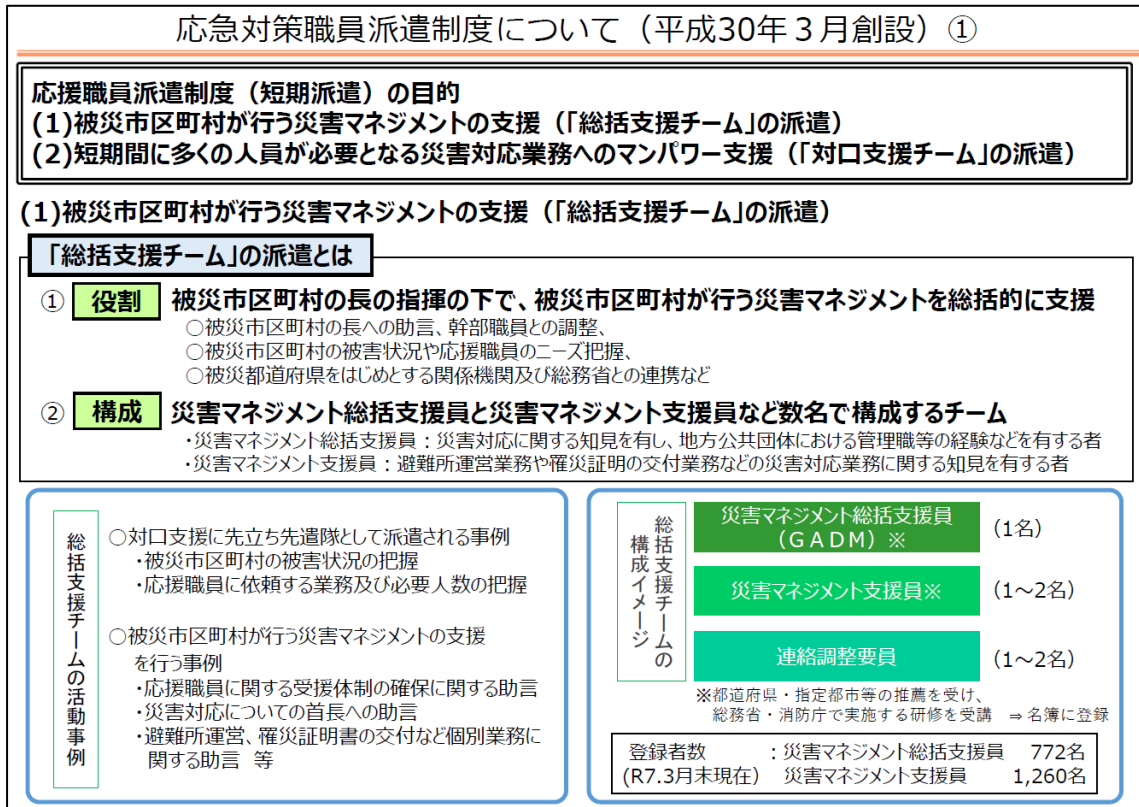 応急対策職員派遣制度について（平成30年３月創設）①
応援職員派遣制度（短期派遣）の目的
(1)被災市区町村が行う災害マネジメントの支援（｢総括支援チーム｣の派遣）
(2)短期間に多くの人員が必要となる災害対応業務へのマンパワー支援（｢対口支援チーム｣の派遣）
(1)被災市区町村が行う災害マネジメントの支援（｢総括支援チーム｣の派遣）
｢総括支援チーム｣の派遣とは
① 役割 被災市区町村の長の指揮の下で、被災市区町村が行う災害マネジメントを総括的に支援
○被災市区町村の長への助言、幹部職員との調整、
○被災市区町村の被害状況や応援職員のニーズ把握、
○被災都道府県をはじめとする関係機関及び総務省との連携など
② 構成 災害マネジメント総括支援員と災害マネジメント支援員など数名で構成するチーム
・災害マネジメント総括支援員：災害対応に関する知見を有し、地方公共団体における管理職等の経験などを有する者
・災害マネジメント支援員：避難所運営業務や罹災証明の交付業務などの災害対応業務に関する知見を有する者
総括支援チームの活動事例
○対口支援に先立ち先遣隊として派遣される事例
・被災市区町村の被害状況の把握
・応援職員に依頼する業務及び必要人数の把握
○被災市区町村が行う災害マネジメントの支援
を行う事例
・応援職員に関する受援体制の確保に関する助言
・災害対応についての首長への助言
・避難所運営、罹災証明書の交付など個別業務に
関する助言 等
総括支援チームの
構成イメージ
災害マネジメント総括支援員
（ＧＡＤＭ）※
(1名)
災害マネジメント支援員※
(1～2名)
連絡調整要員
(1～2名)
※都道府県・指定都市等の推薦を受け、
総務省・消防庁で実施する研修を受講 ⇒ 名簿に登録
登録者数 ：災害マネジメント総括支援員 772名
(R7.3月末現在) 災害マネジメント支援員 1,260名